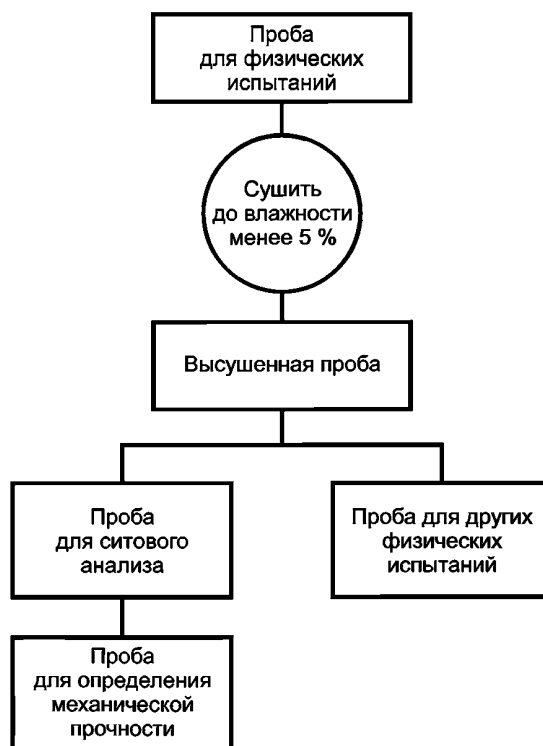 Проба
для физических
испытаний
Сушить
до влажности
менее 5 %
Высушенная проба
Проба
для ситового
анализа
Проба для других
физических
испытаний
Проба
для определения
механической
прочности